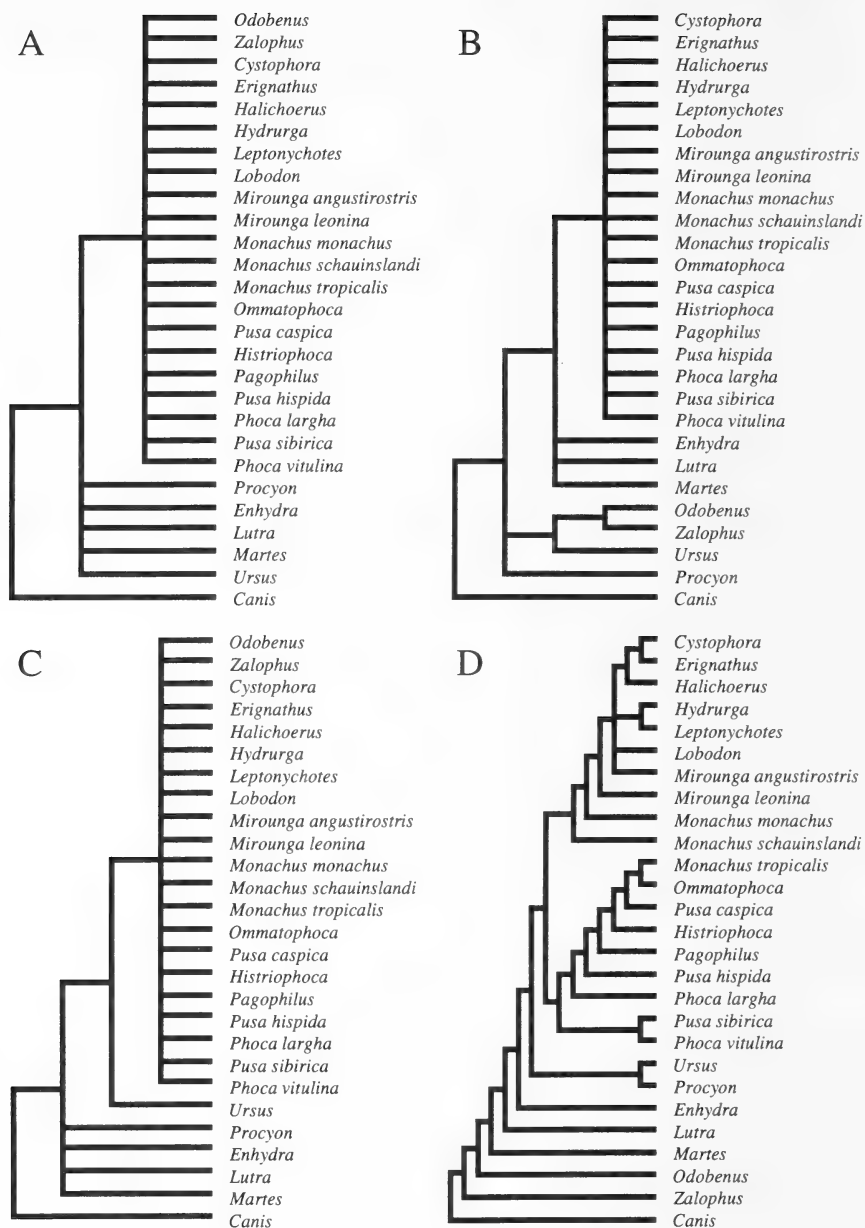 A
Odobenus
Zalophus
Cystophora
Erignathus
Halichoerus
Hydrurga
Leptonychotes
Lobodon
Mirounga angustirostris
Mirounga leonina
Monachus monachus
Monachus schauinslandi
Monachus tropicalis
Ommatophoca
Pusa caspica
Histriophoca
Pagophilus
Pusa hispida
Phoca largha
Pusa sibirica
Phoca vitulina
Procyon
Enhydra
Lutra
Martes
Ursus
Canis
B
Cystophora
Erignathus
Halichoerus
Hydrurga
Leptonychotes
Lobodon
Mirounga angustirostris
Mirounga leonina
Monachus monachus
Monachus schauinslandi
Monachus tropicalis
Ommatophoca
Pusa caspica
Histriophoca
Pagophilus
Pusa hispida
Phoca largha
Pusa sibirica
Phoca vitulina
Enhydra
Lutra
Martes
Odobenus
Zalophus
Ursus
Procyon
Canis
C
Odobenus
Zalophus
Cystophora
Erignathus
Halichoerus
Hydrurga
Leptonychotes
Lobodon
Mirounga angustirostris
Mirounga leonina
Monachus monachus
Monachus schauinslandi
Monachus tropicalis
Ommatophoca
Pusa caspica
Histriophoca
Pagophilus
Pusa hispida
Phoca largha
Pusa sibirica
Phoca vitulina
Ursus
Procyon
Enhydra
Lutra
Martes
Canis
D
Cystophora
Erignathus
Halichoerus
Hydrurga
Leptonychotes
Lobodon
Mirounga angustirostris
Mirounga leonina
Monachus monachus
Monachus schauinslandi
Monachus tropicalis
Ommatophoca
Pusa caspica
Histriophoca
Pagophilus
Pusa hispida
Phoca largha
Pusa sibirica
Phoca vitulina
Ursus
Procyon
Enhydra
Lutra
Martes
Odobenus
Zalophus
Canis